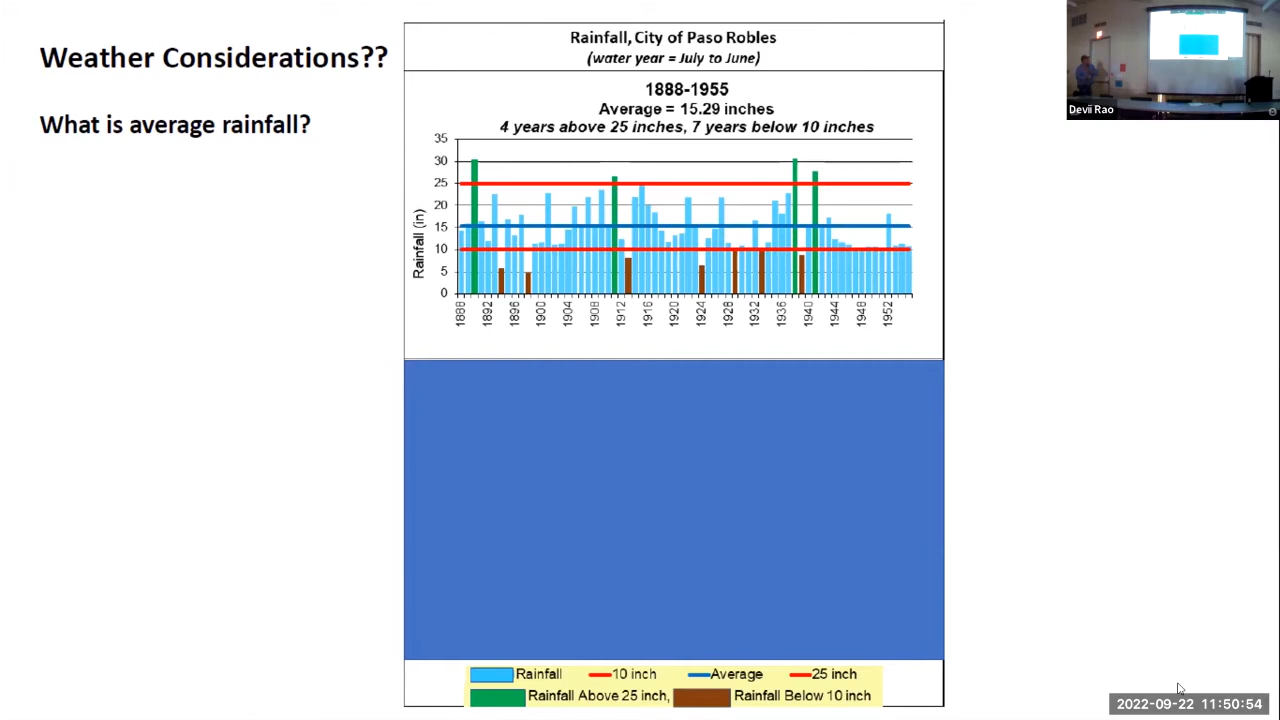 Weather Considerations??
What is average rainfall?
Rainfall, City of Paso Robles
(water year = July to June)
1888-1955
Average = 15.29 inches
4 years above 25 inches, 7 years below 10 inches
Rainfall (in)
35
30
25
20
15
10
5
0
1888 1892 1896 1900 1904 1908 1912 1916 1920 1924 1928 1932 1936 1940 1944 1948 1952
Rainfall 10 inch Average 25 inch
Rainfall Above 25 inch, Rainfall Below 10 inch
Devii Rao
2022-09-22 11:50:54